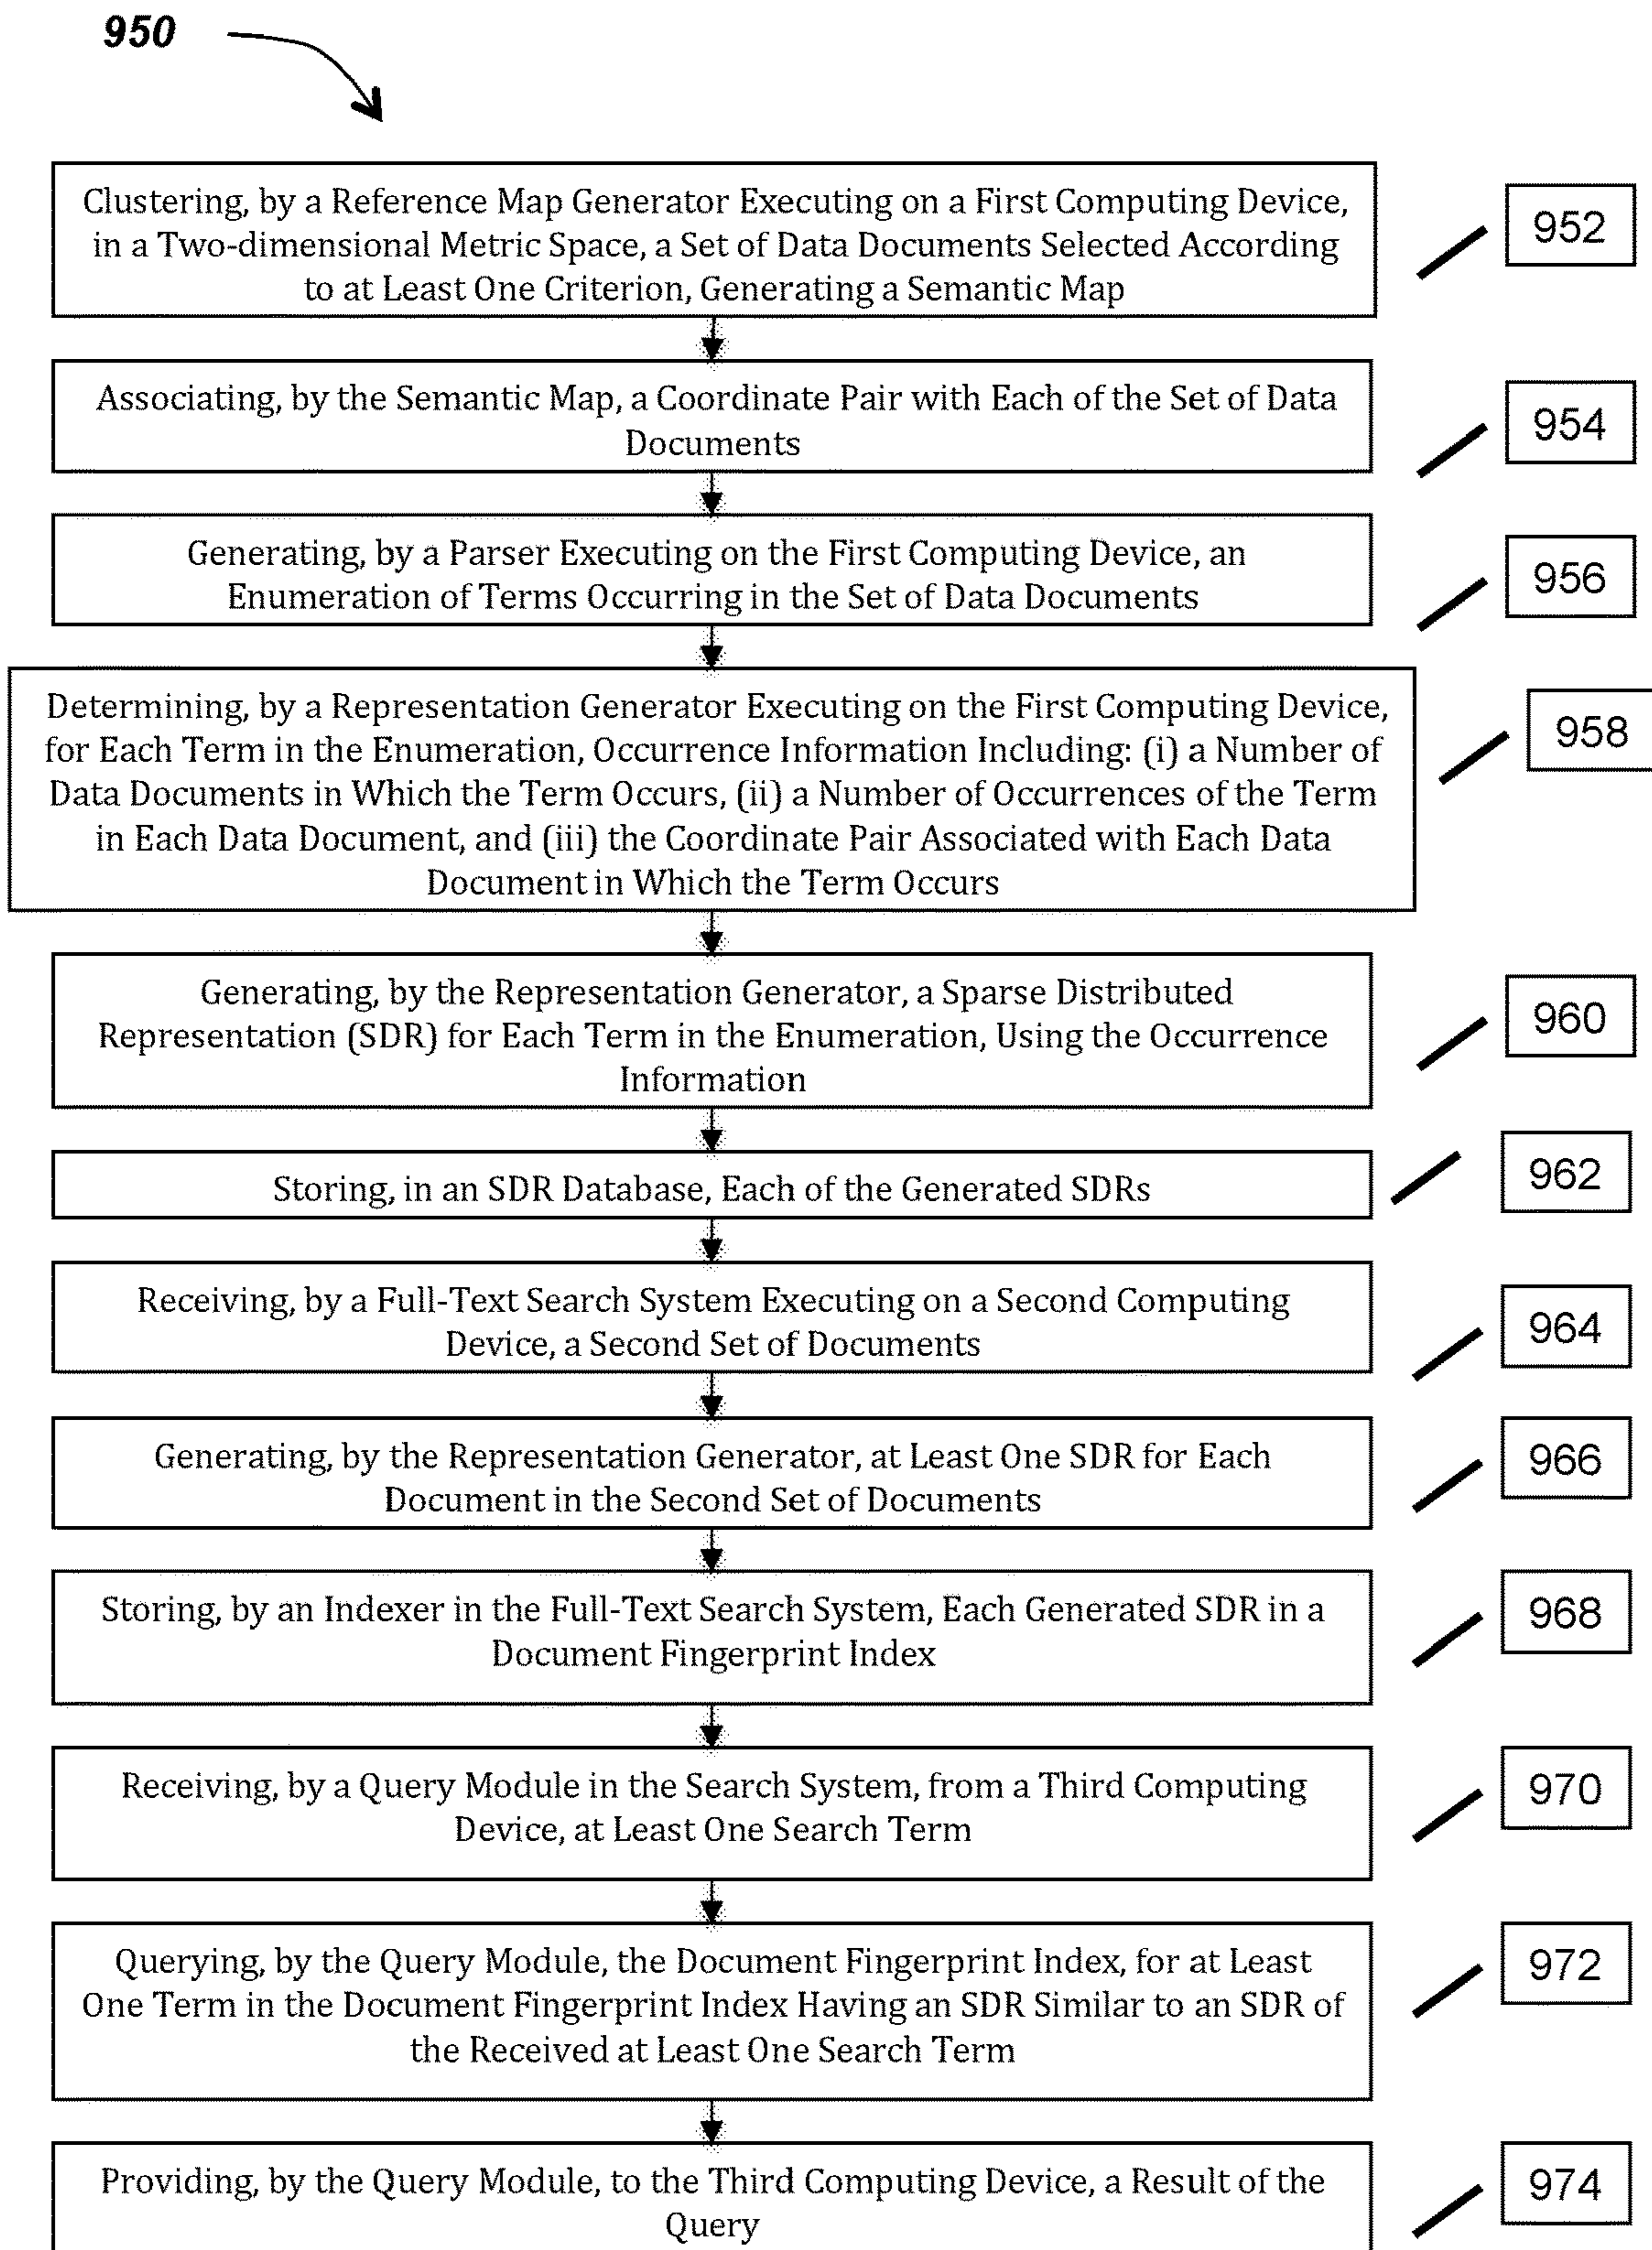 950
Clustering, by a Reference Map Generator Executing on a First Computing Device,
in a Two-dimensional Metric Space, a Set of Data Documents Selected According
to at Least One Criterion, Generating a Semantic Map
952
Associating, by the Semantic Map, a Coordinate Pair with Each of the Set of Data
Documents
954
Generating, by a Parser Executing on the First Computing Device, an
Enumeration of Terms Occurring in the Set of Data Documents
956
Determining, by a Representation Generator Executing on the First Computing Device,
for Each Term in the Enumeration, Occurrence Information Including: (i) a Number of
Data Documents in Which the Term Occurs, (ii) a Number of Occurrences of the Term
in Each Data Document, and (iii) the Coordinate Pair Associated with Each Data
Document in Which the Term Occurs
958
Generating, by the Representation Generator, a Sparse Distributed
Representation (SDR) for Each Term in the Enumeration, Using the Occurrence
Information
960
Storing, in an SDR Database, Each of the Generated SDRs
962
Receiving, by a Full-Text Search System Executing on a Second Computing
Device, a Second Set of Documents
964
Generating, by the Representation Generator, at Least One SDR for Each
Document in the Second Set of Documents
966
Storing, by an Indexer in the Full-Text Search System, Each Generated SDR in a
Document Fingerprint Index
968
Receiving, by a Query Module in the Search System, from a Third Computing
Device, at Least One Search Term
970
Querying, by the Query Module, the Document Fingerprint Index, for at Least
One Term in the Document Fingerprint Index Having an SDR Similar to an SDR of
the Received at Least One Search Term
972
Providing, by the Query Module, to the Third Computing Device, a Result of the
Query
974